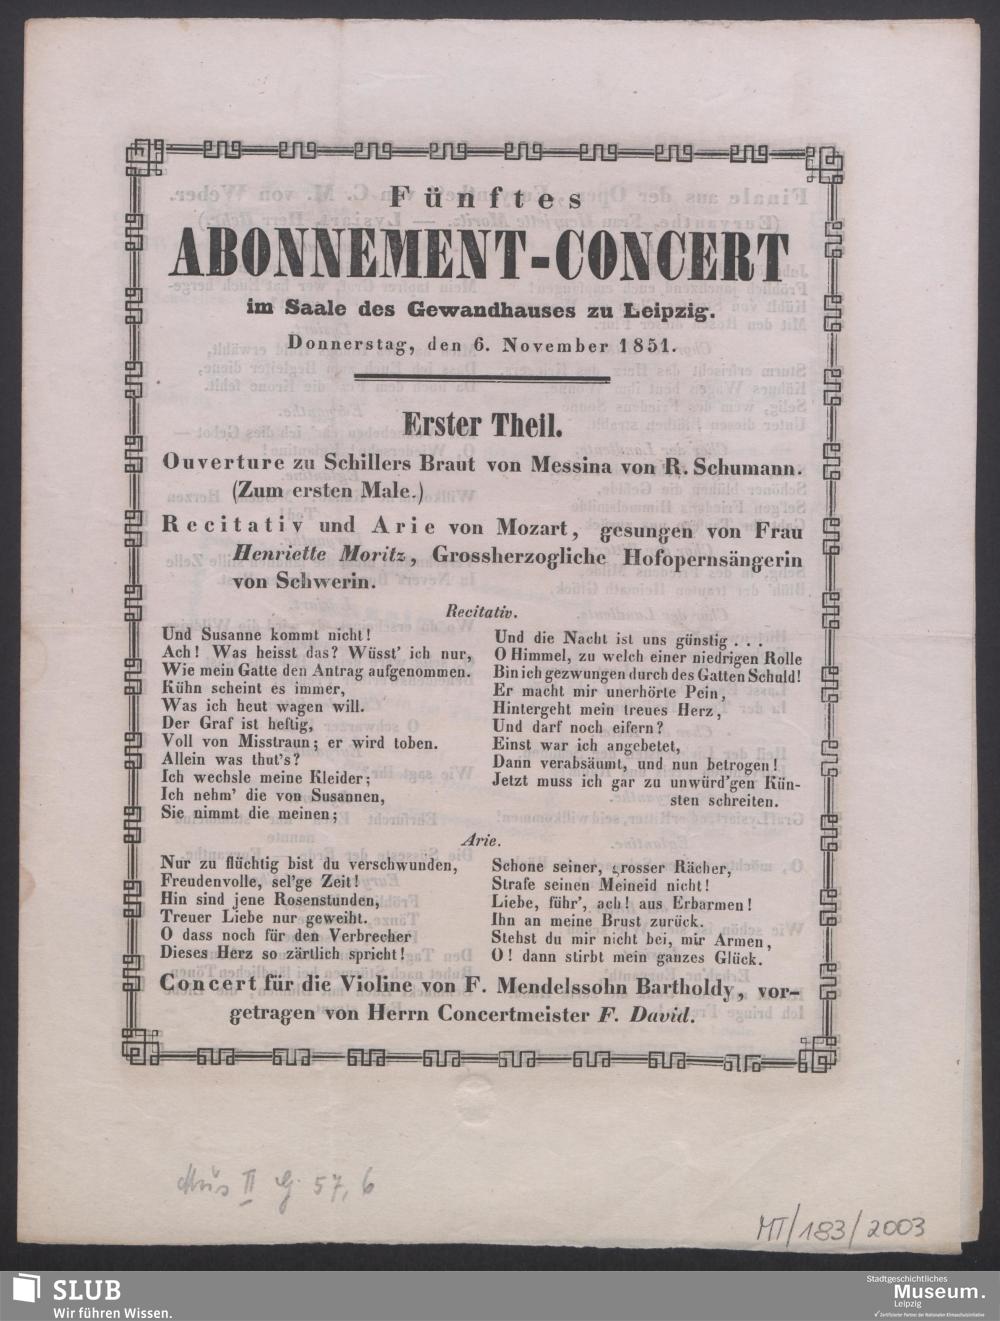 Fünftes
ABONNEMENT-CONCERT
im Saale des Gewandhauses zu Leipzig.
Donnerstag, den 6. November 1851.
Erster Theil.
Ouverture zu Schillers Braut von Messina von R. Schumann.
(Zum ersten Male.)
Recitativ und Arie von Mozart, gesungen von Frau
Henriette Moritz, Grossherzogliche Hofopernsängerin
von Schwerin.
Recitativ.
Und Susanne kommt nicht!
Ach! Was heisst das? Wüsst' ich nur,
Wie mein Gatte den Antrag aufgenommen.
Kühn scheint es immer,
Was ich heut wagen will.
Der Graf ist heftig,
Voll von Misstraun; er wird toben.
Allein was thut's?
Ich wechsle meine Kleider;
Ich nehm' die von Susannen,
Sie nimmt die meinen;
Und die Nacht ist uns günstig . . .
O Himmel, zu welch einer niedrigen Rolle
Bin ich gezwungen durch des Gatten Schuld!
Er macht mir unerhörte Pein,
Hintergeht mein treues Herz,
Und darf noch eifern?
Einst war ich angebetet,
Dann verabsäumt, und nun betrogen!
Jetzt muss ich gar zu unwürd'gen Kün-
sten schreiten.
Arie.
Nur zu flüchtig bist du verschwunden,
Freudenvolle, sel'ge Zeit!
Hin sind jene Rosenstunden,
Treuer Liebe nur geweiht.
O dass noch für den Verbrecher
Dieses Herz so zärtlich spricht!
Schone seiner, grosser Rächer,
Strafe seinen Meineid nicht!
Liebe, führ', ach! aus Erbarmen!
Ihn an meine Brust zurück.
Stehst du mir nicht bei, mir Armen,
O! dann stirbt mein ganzes Glück.
Concert für die Violine von F. Mendelssohn Bartholdy, vor-
getragen von Herrn Concertmeister F. David.
Mus II G. 57, 6
MT/183/2003
SLUB
Wir führen Wissen.
Stadtgeschichtliches
Museum.
Leipzig